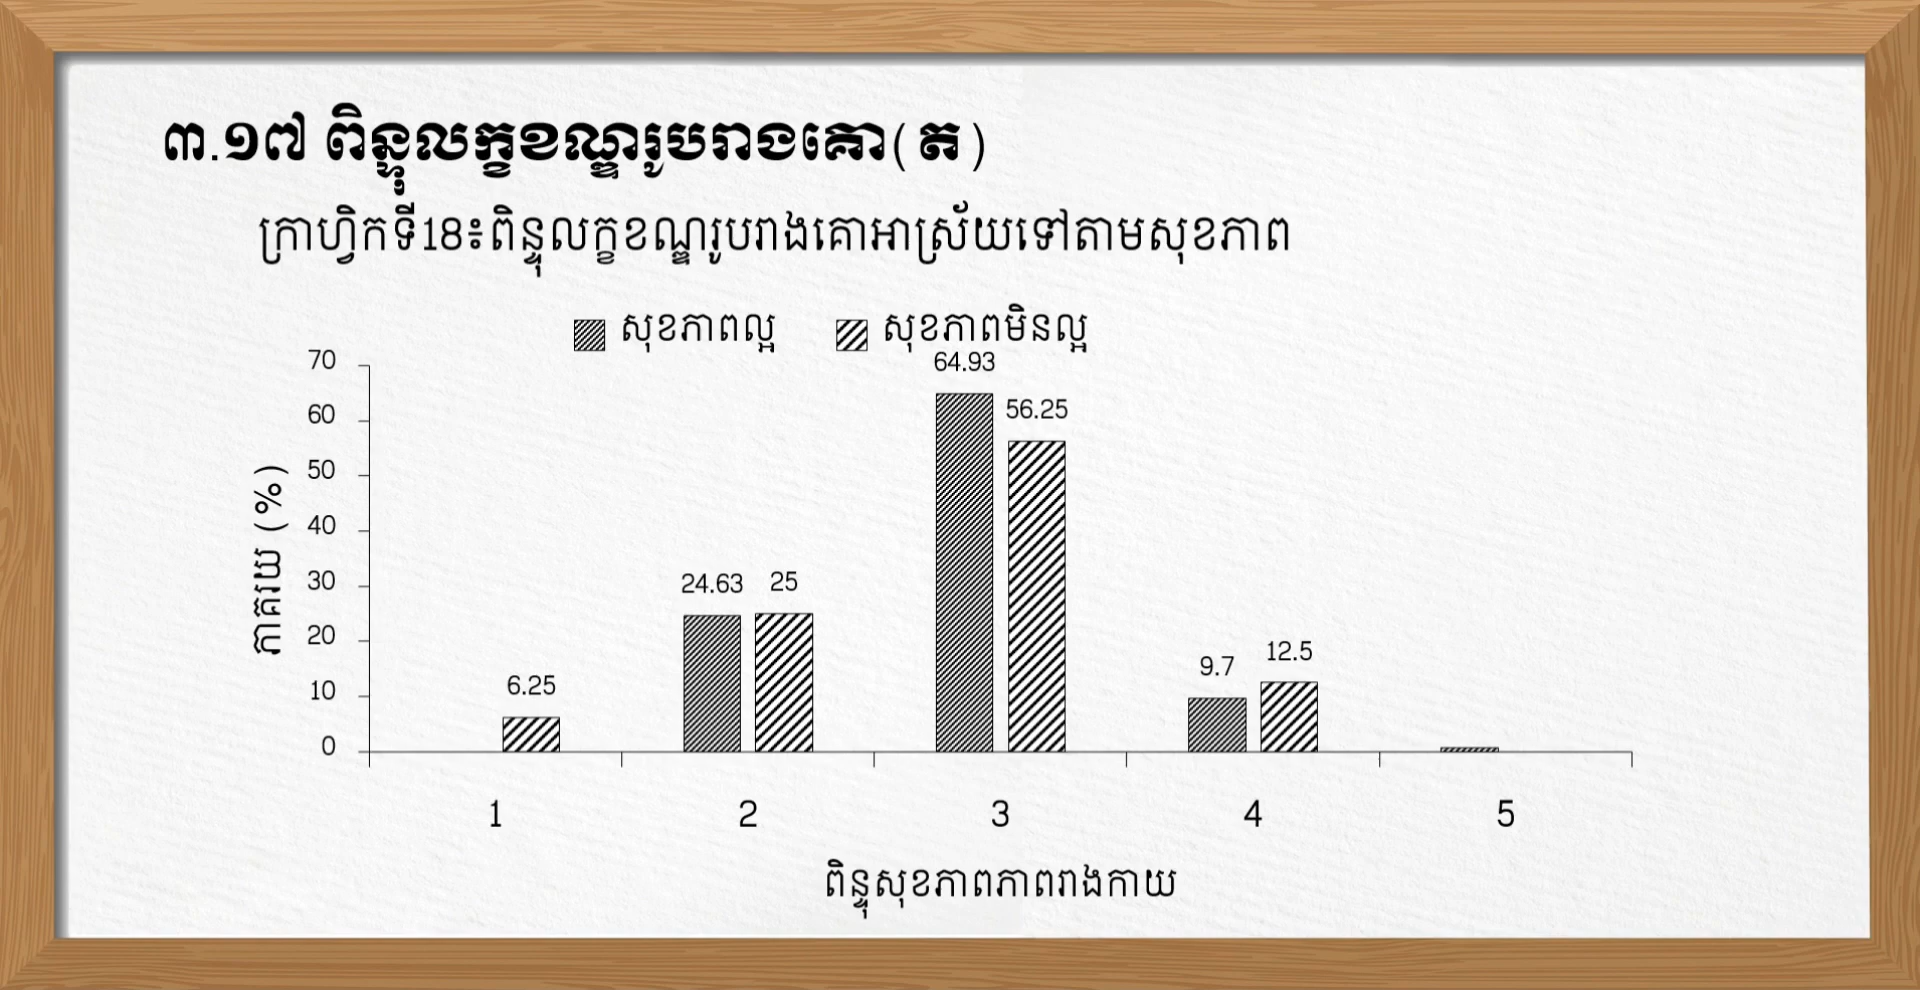 ៣.១៧ ពិន្ទុលក្ខខណ្ឌរូបរាងគោ(ត)
ក្រាហ្វិកទី18៖ពិន្ទុលក្ខខណ្ឌរូបរាងគោអាស្រ័យទៅតាមសុខភាព
សុខភាពល្អ សុខភាពមិនល្អ
70
60
50
40
30
20
10
0
ភាគរយ (%)
6.25
24.63 25
64.93
56.25
9.7 12.5
1 2 3 4 5
ពិន្ទុសុខភាពភាពរាងកាយ